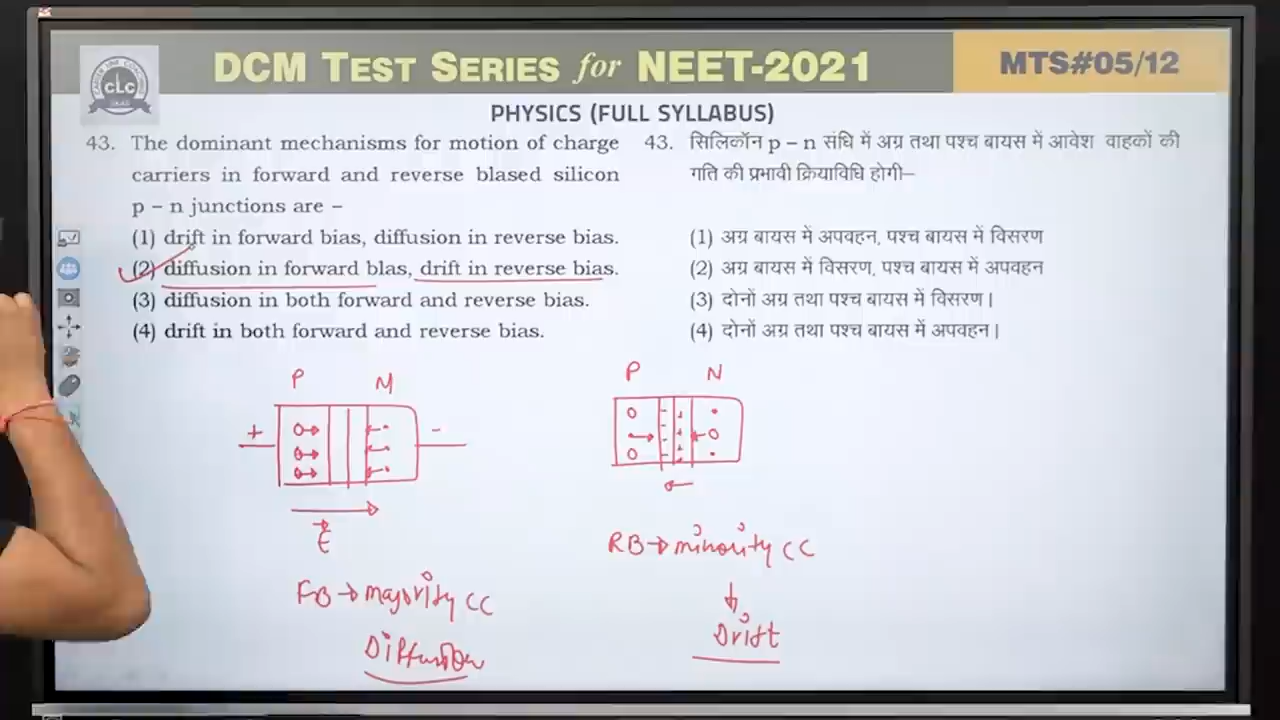 CLC
DCM TEST SERIES for NEET-2021
MTS#05/12
PHYSICS (FULL SYLLABUS)
43. The dominant mechanisms for motion of charge
carriers in forward and reverse blased silicon
p – n junctions are –
(1) drift in forward bias, diffusion in reverse bias.
(2) diffusion in forward blas, drift in reverse bias.
(3) diffusion in both forward and reverse bias.
(4) drift in both forward and reverse bias.
43. सिलिकॉन p – n संधि में अग्र तथा पश्च बायस में आवेश वाहकों की
गति की प्रभावी क्रियाविधि होगी–
(1) अग्र बायस में अपवहन, पश्च बायस में विसरण
(2) अग्र बायस में विसरण, पश्च बायस में अपवहन
(3) दोनों अग्र तथा पश्च बायस में विसरण।
(4) दोनों अग्र तथा पश्च बायस में अपवहन।
P N
+ -
E
FB → majority CC
Diffusion
P N
RB → minority CC
Drift